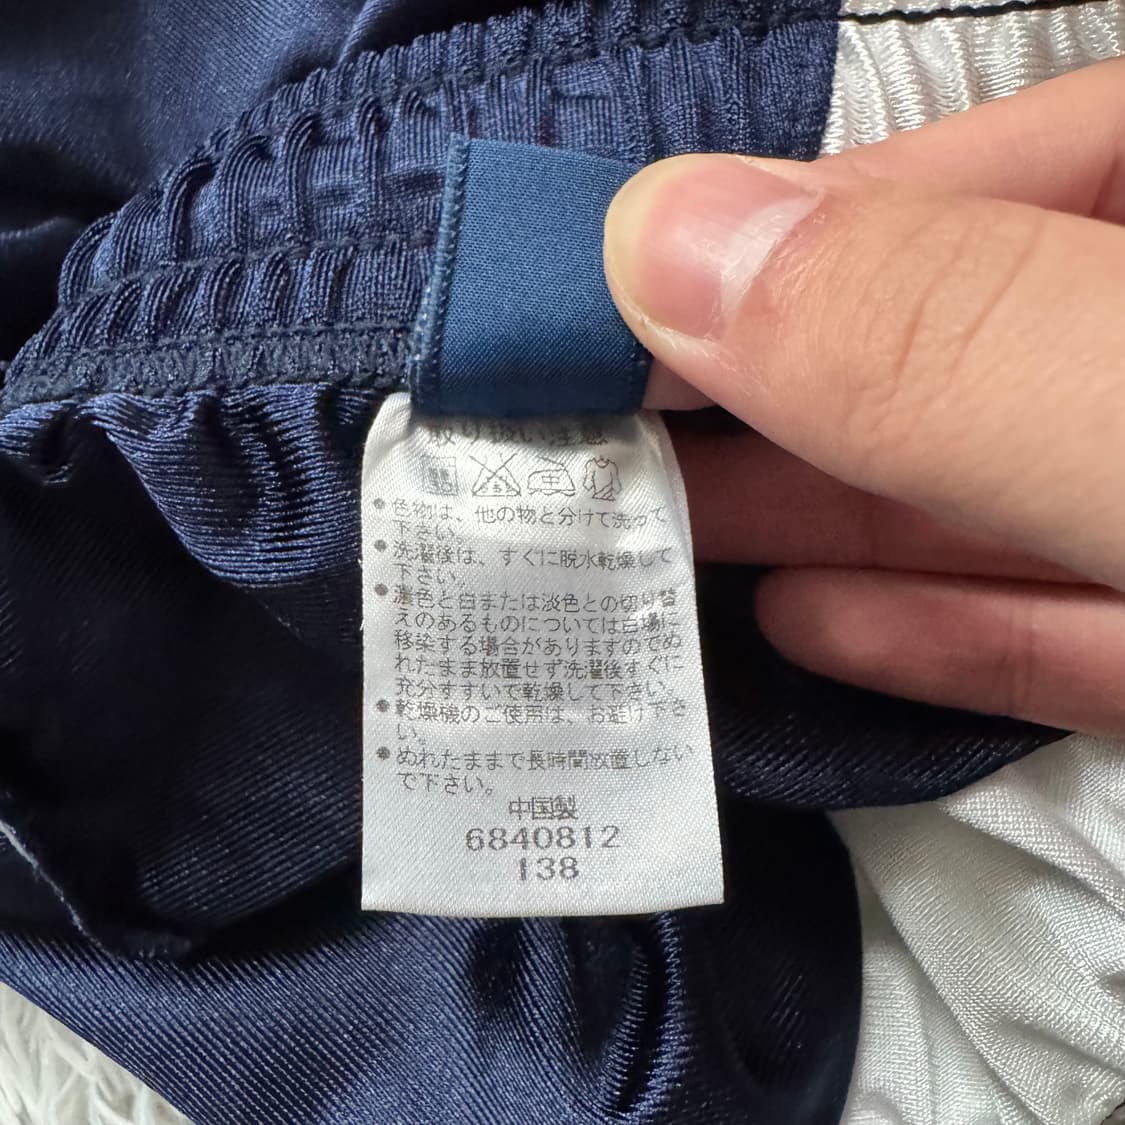 取り扱い注意
● 色物は、他の物と分けて洗って
下さい。
● 洗濯後は、すぐに脱水乾燥して
下さい。
● 濃色と白または淡色との切り替
えのあるものについては白場に
移染する場合がありますのでぬ
れたまま放置せず洗濯後すぐに
充分すすいで乾燥して下さい。
● 乾燥機のご使用は、お避け下さ
い。
● ぬれたままで長時間放置しない
で下さい。
中国製
6840812
138